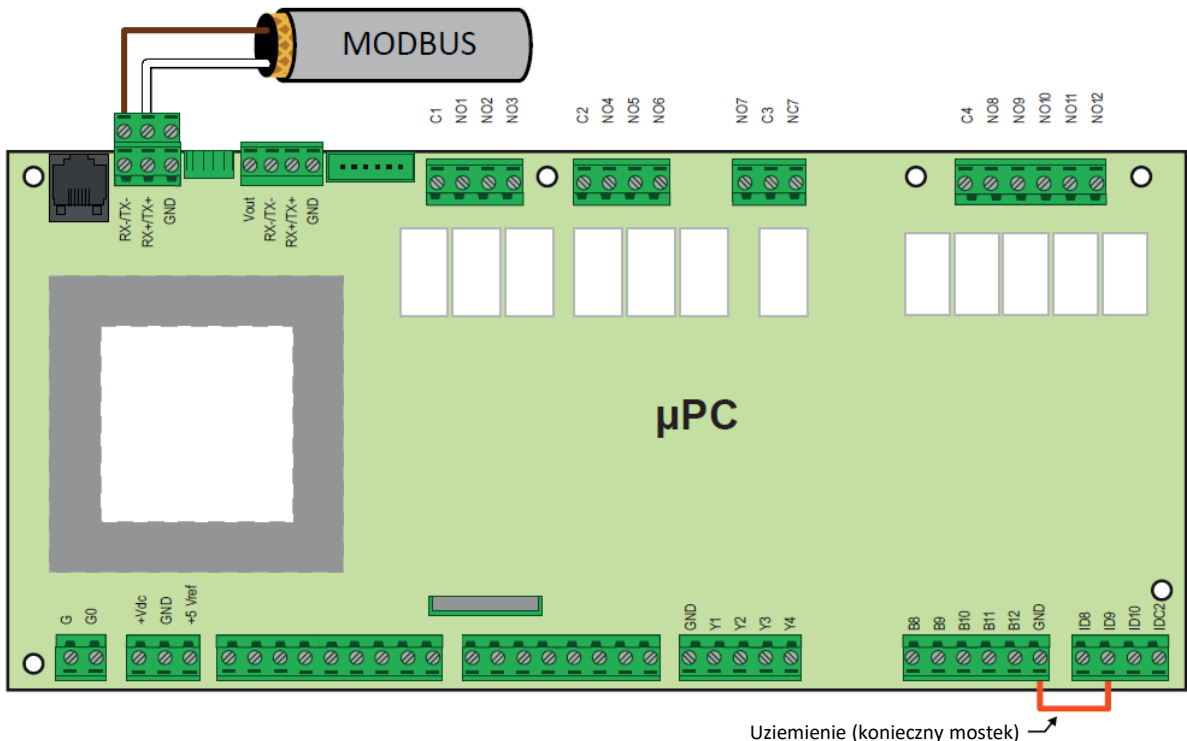 MODBUS
C1
NO1
NO2
NO3
C2
NO4
NO5
NO6
NO7
C3
NC7
C4
NO8
NO9
NO10
NO11
NO12
RX-/TX-
RX+/TX+
GND
Vout
RX-/TX-
RX+/TX+
GND
µPC
G
G0
+Vdc
GND
+5 Vref
GND
Y1
Y2
Y3
Y4
B8
B9
B10
B11
B12
GND
ID8
ID9
ID10
IDC2
Uziemienie (konieczny mostek)